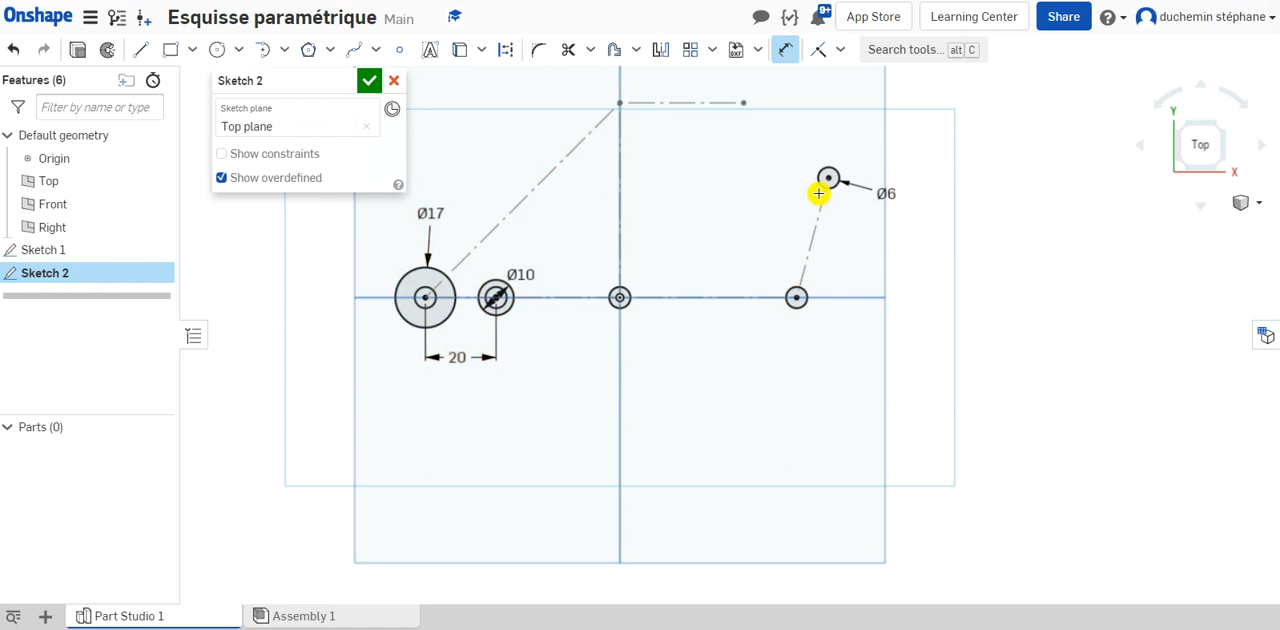 Onshape Esquisse paramétrique Main 9+ App Store Learning Center Share duchemin stéphane
Search tools... alt C
Features (6)
Filter by name or type
Default geometry
Origin
Top
Front
Right
Sketch 1
Sketch 2
Parts (0)
Sketch 2
Sketch plane
Top plane
Show constraints
Show overdefined
Ø17
Ø10
20
Ø6
Y
Top
X
Part Studio 1
Assembly 1